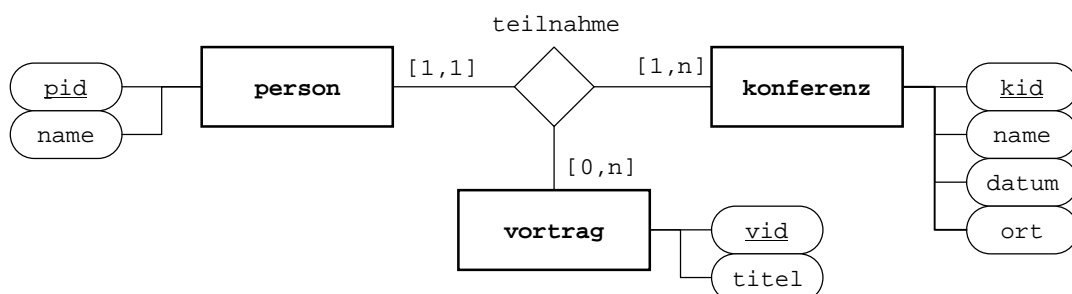 teilnahme
pid
name
person
[1,1]
[1,n]
konferenz
kid
name
datum
ort
[0,n]
vortrag
vid
titel